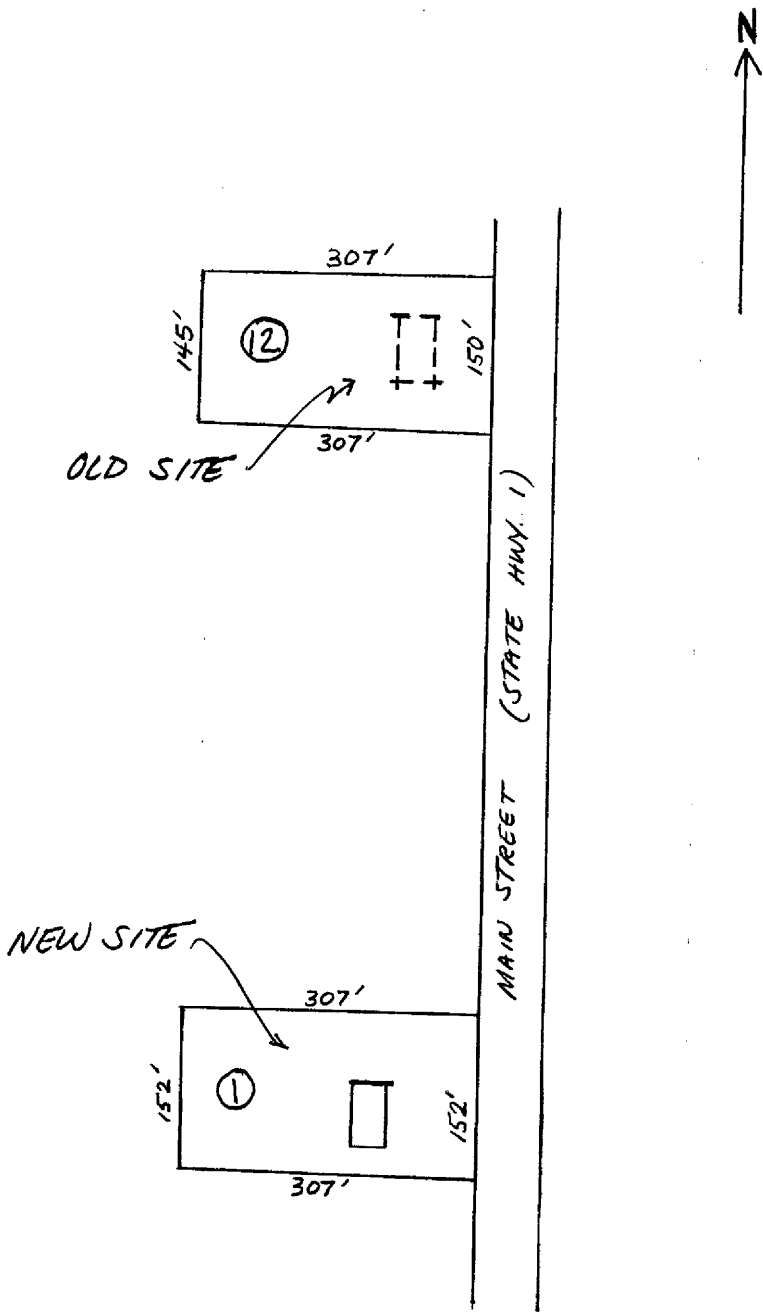 N
307'
145'
12
150'
307'
OLD SITE
MAIN STREET (STATE HWY. 1)
NEW SITE
307'
152'
1
152'
307'